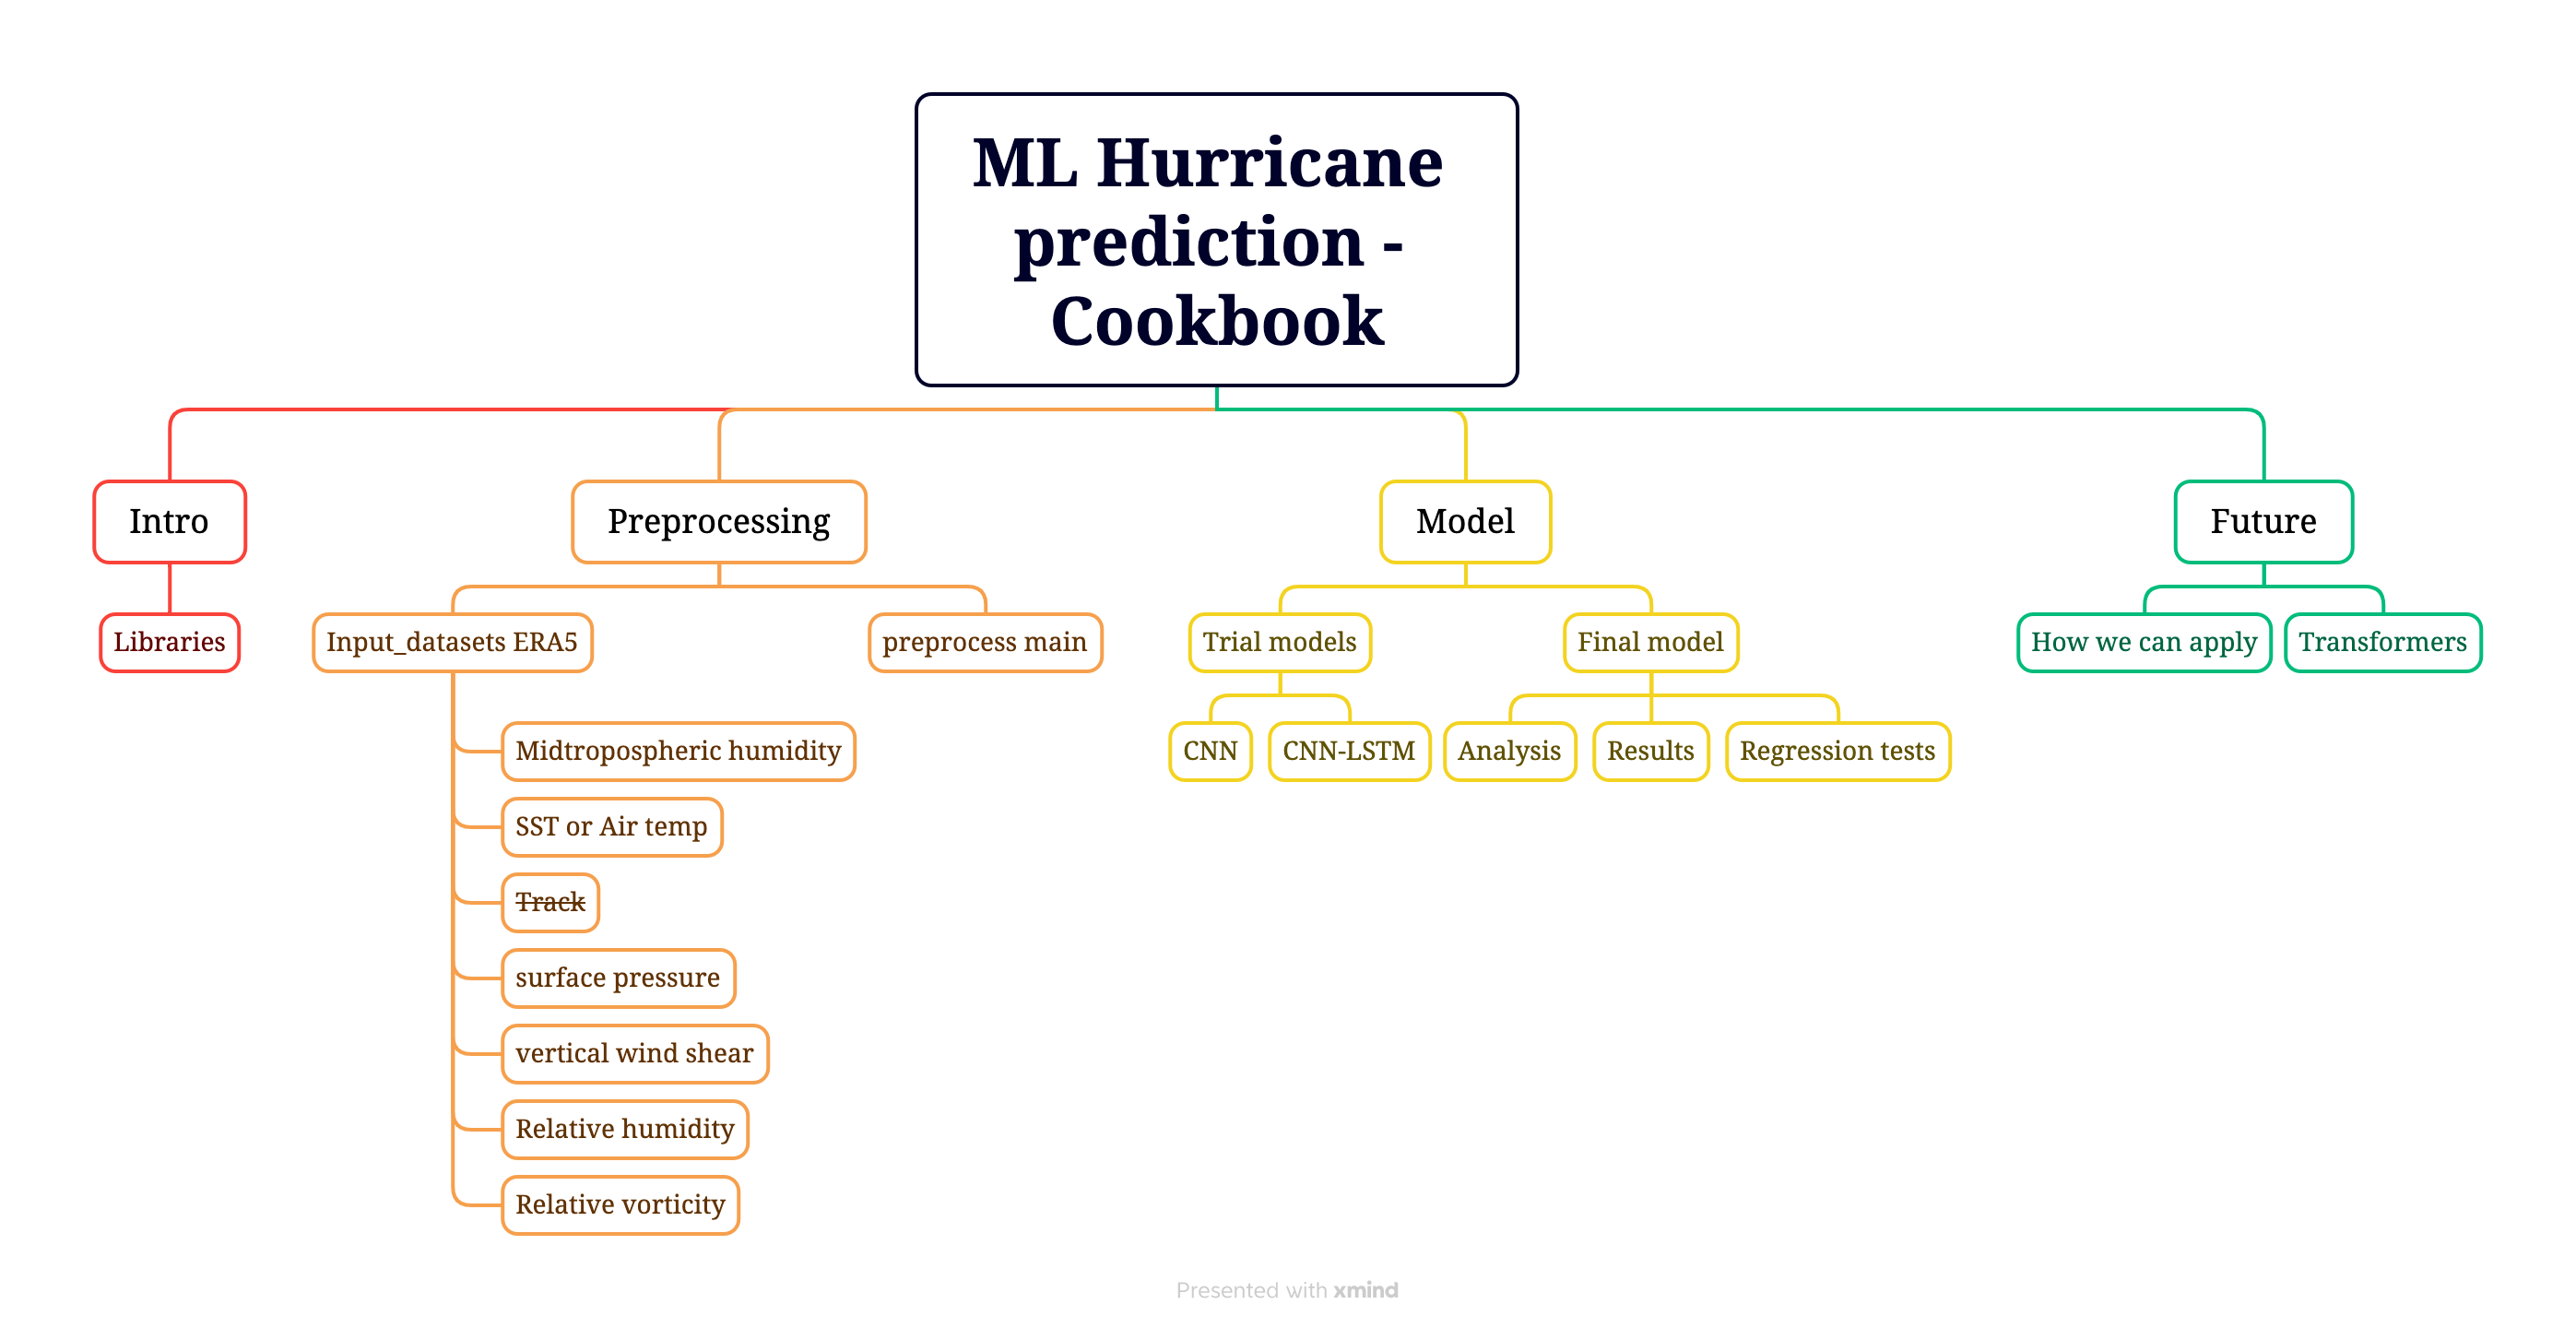 ML Hurricane
prediction -
Cookbook
Intro
Preprocessing
Model
Future
Libraries
Input_datasets ERA5
preprocess main
Trial models
Final model
How we can apply
Transformers
Midtropospheric humidity
CNN
CNN-LSTM
Analysis
Results
Regression tests
SST or Air temp
Track
surface pressure
vertical wind shear
Relative humidity
Relative vorticity
Presented with xmind